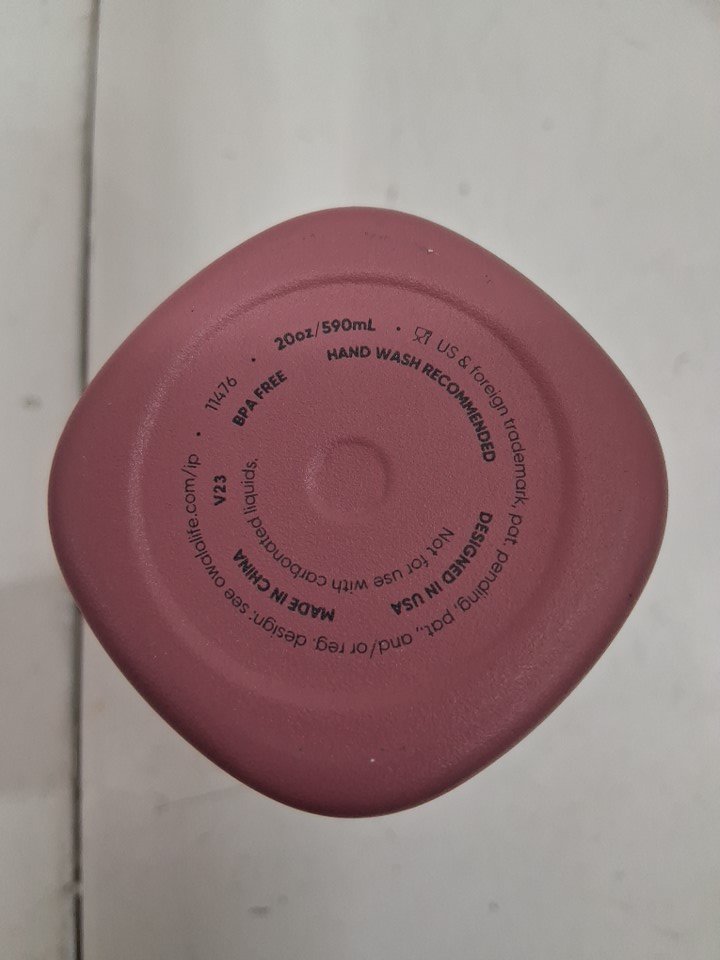 20oz/590mL •
US & foreign trademark, pat. pending, pat., and/or reg. design: see owalalife.com/ip • 11476 •
HAND WASH RECOMMENDED
DESIGNED IN USA
MADE IN CHINA
V23
BPA FREE
Not for use with carbonated liquids.